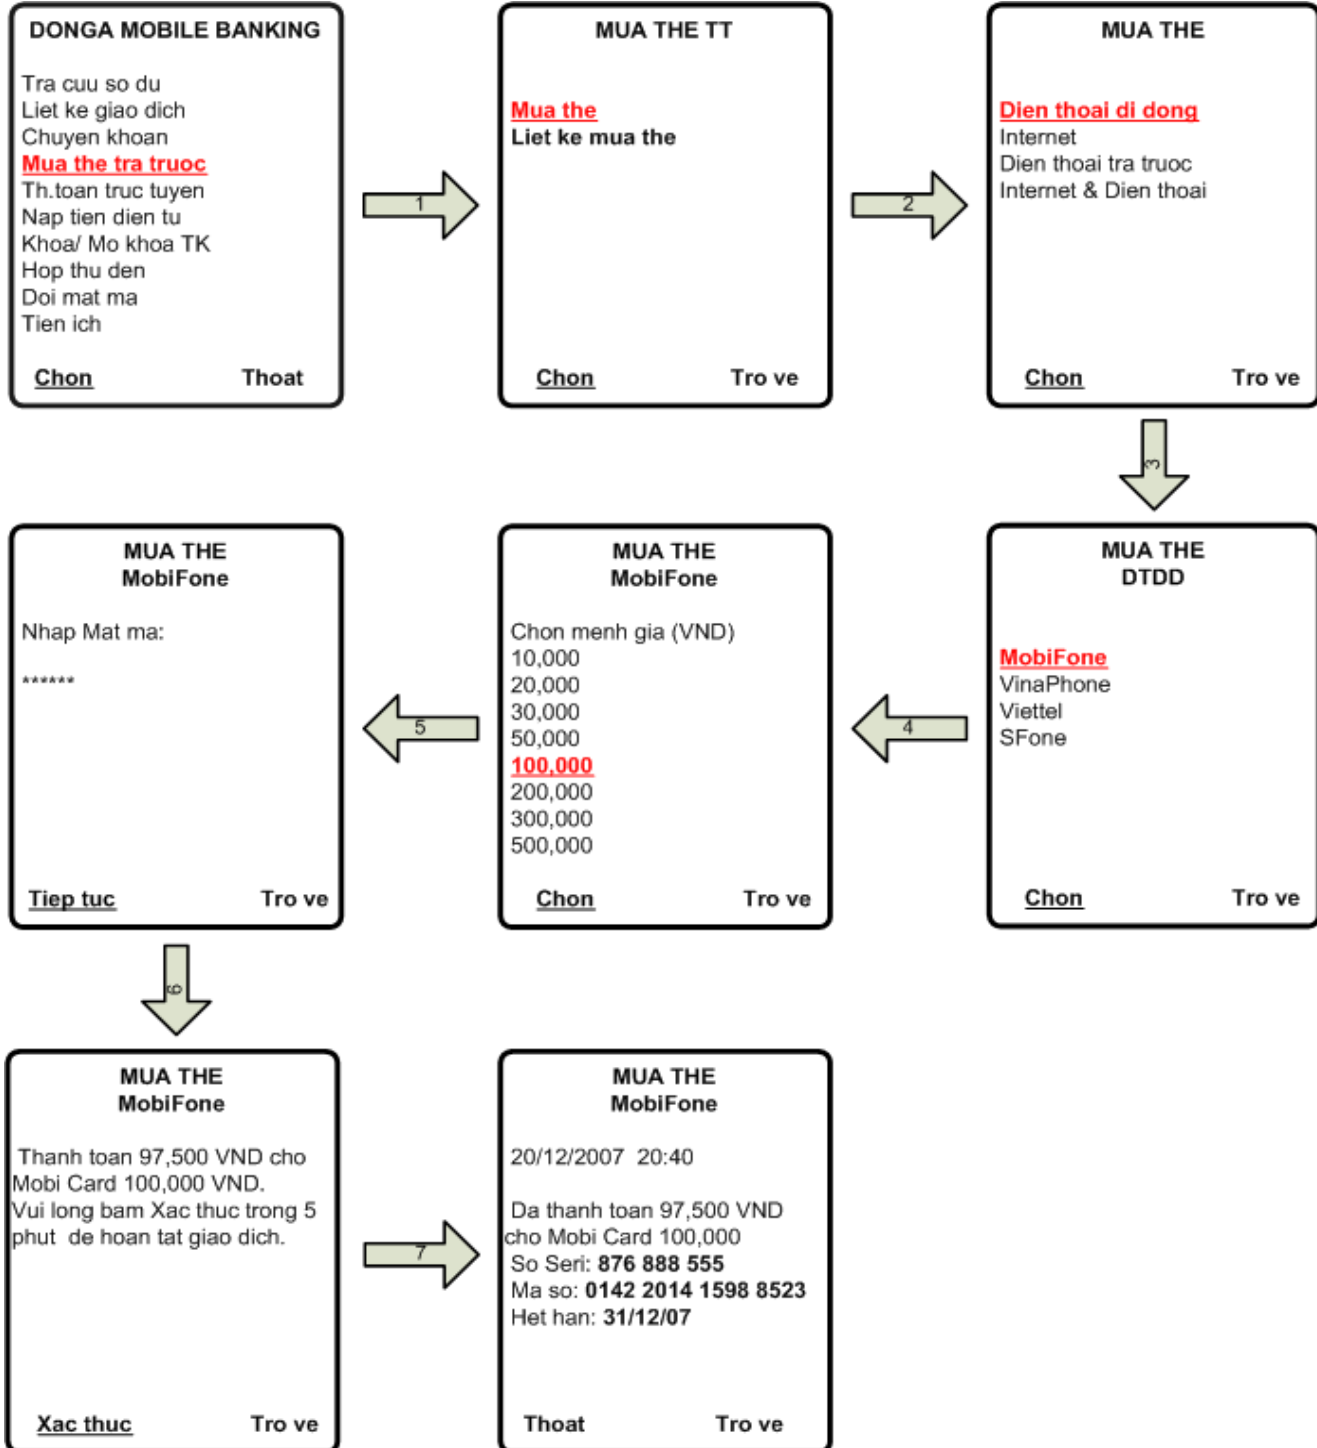 DONGA MOBILE BANKING
Tra cuu so du
Liet ke giao dich
Chuyen khoan
Mua the tra truoc
Th.toan truc tuyen
Nap tien dien tu
Khoa/ Mo khoa TK
Hop thu den
Doi mat ma
Tien ich
Chon Thoat
1
MUA THE TT
Mua the
Liet ke mua the
Chon Tro ve
2
MUA THE
Dien thoai di dong
Internet
Dien thoai tra truoc
Internet & Dien thoai
Chon Tro ve
3
MUA THE
DTDD
MobiFone
VinaPhone
Viettel
SFone
Chon Tro ve
4
MUA THE
MobiFone
Chon menh gia (VND)
10,000
20,000
30,000
50,000
100,000
200,000
300,000
500,000
Chon Tro ve
5
MUA THE
MobiFone
Nhap Mat ma:
******
Tiep tuc Tro ve
6
MUA THE
MobiFone
Thanh toan 97,500 VND cho
Mobi Card 100,000 VND.
Vui long bam Xac thuc trong 5
phut de hoan tat giao dich.
Xac thuc Tro ve
7
MUA THE
MobiFone
20/12/2007 20:40
Da thanh toan 97,500 VND
cho Mobi Card 100,000
So Seri: 876 888 555
Ma so: 0142 2014 1598 8523
Het han: 31/12/07
Thoat Tro ve